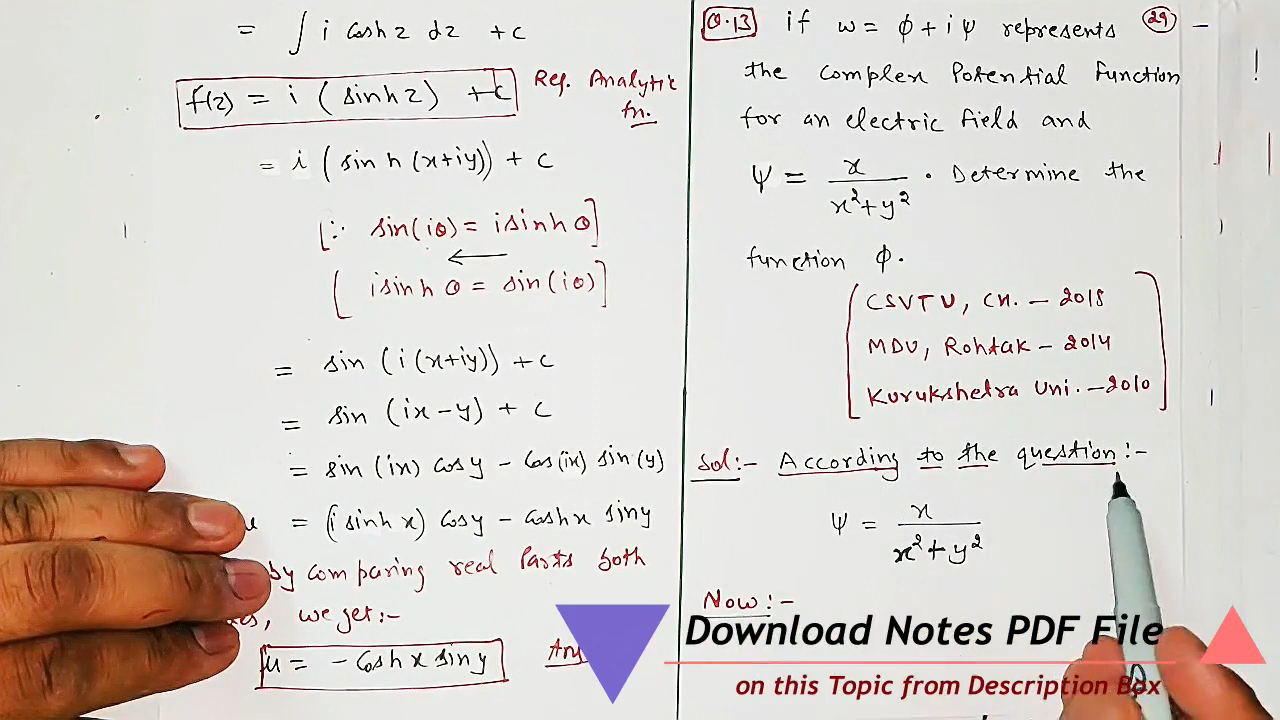 = ∫ i cosh z dz + c
f(z) = i (sinh z) + c Req. Analytic fn.
= i (sin h (x+iy)) + c
[∵ sin(iθ) = i sinh θ]
[i sinh θ = sin(iθ)]
= sin (i(x+iy)) + c
= sin (ix-y) + c
= sin (ix) cos y - cos(ix) sin(y)
= (i sinh x) cos y - cosh x sin y
by comparing real parts both
we get:-
u = - cosh x sin y Ans
Q.13 if w = φ + iψ represents 29
the complex Potential function
for an electric field and
ψ = x/(x²+y²). Determine the
function φ.
[CSVTU, CH. - 2018
MDU, Rohtak - 2014
Kurukshetra Uni. - 2010]
Sol:- According to the question:-
ψ = x/(x²+y²)
Now:-
Download Notes PDF File
on this Topic from Description Box